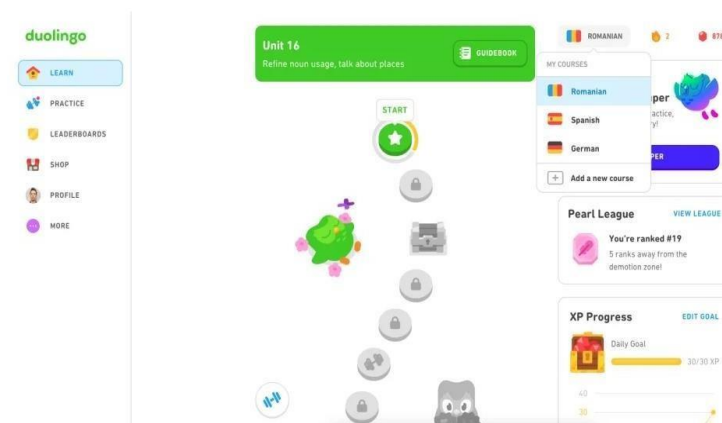 duolingo
LEARN
PRACTICE
LEADERBOARDS
SHOP
PROFILE
MORE
Unit 16
Refine noun usage, talk about places
GUIDEBOOK
START
ROMANIAN
2
MY COURSES
Romanian
Spanish
German
Add a new course
Pearl League
VIEW LEAGUE
You're ranked #19
5 ranks away from the
demotion zone!
XP Progress
EDIT GOAL
Daily Goal
30/30 XP
40
30